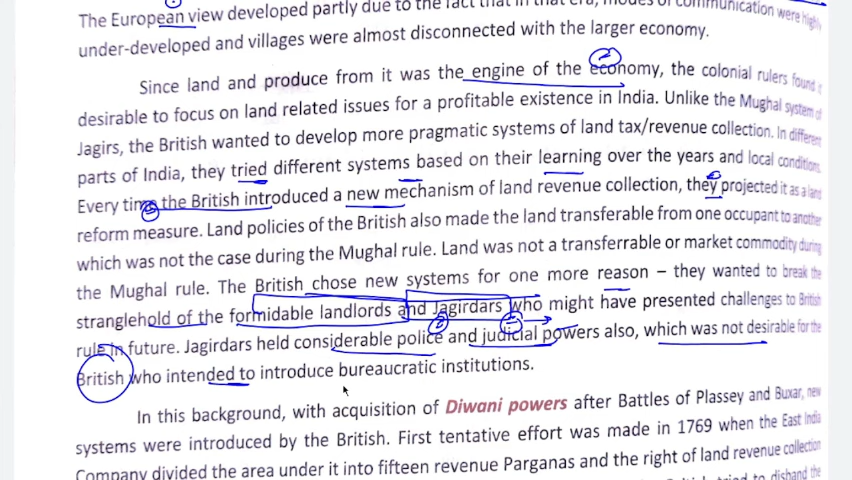 The European view developed partly due to the fact that in that era, modes of communication were highly
under-developed and villages were almost disconnected with the larger economy.
Since land and produce from it was the engine of the economy, the colonial rulers found it
desirable to focus on land related issues for a profitable existence in India. Unlike the Mughal system of
Jagirs, the British wanted to develop more pragmatic systems of land tax/revenue collection. In different
parts of India, they tried different systems based on their learning over the years and local conditions.
Every time the British introduced a new mechanism of land revenue collection, they projected it as a land
reform measure. Land policies of the British also made the land transferable from one occupant to another
which was not the case during the Mughal rule. Land was not a transferrable or market commodity during
the Mughal rule. The British chose new systems for one more reason – they wanted to break the
stranglehold of the formidable landlords and Jagirdars who might have presented challenges to British
rule in future. Jagirdars held considerable police and judicial powers also, which was not desirable for the
British who intended to introduce bureaucratic institutions.
In this background, with acquisition of Diwani powers after Battles of Plassey and Buxar, new
systems were introduced by the British. First tentative effort was made in 1769 when the East India
Company divided the area under it into fifteen revenue Parganas and the right of land revenue collection
tried to disband the